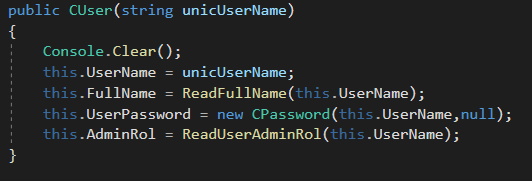 public CUser(string unicUserName)
{
Console.Clear();
this.UserName = unicUserName;
this.FullName = ReadFullName(this.UserName);
this.UserPassword = new CPassword(this.UserName,null);
this.AdminRol = ReadUserAdminRol(this.UserName);
}